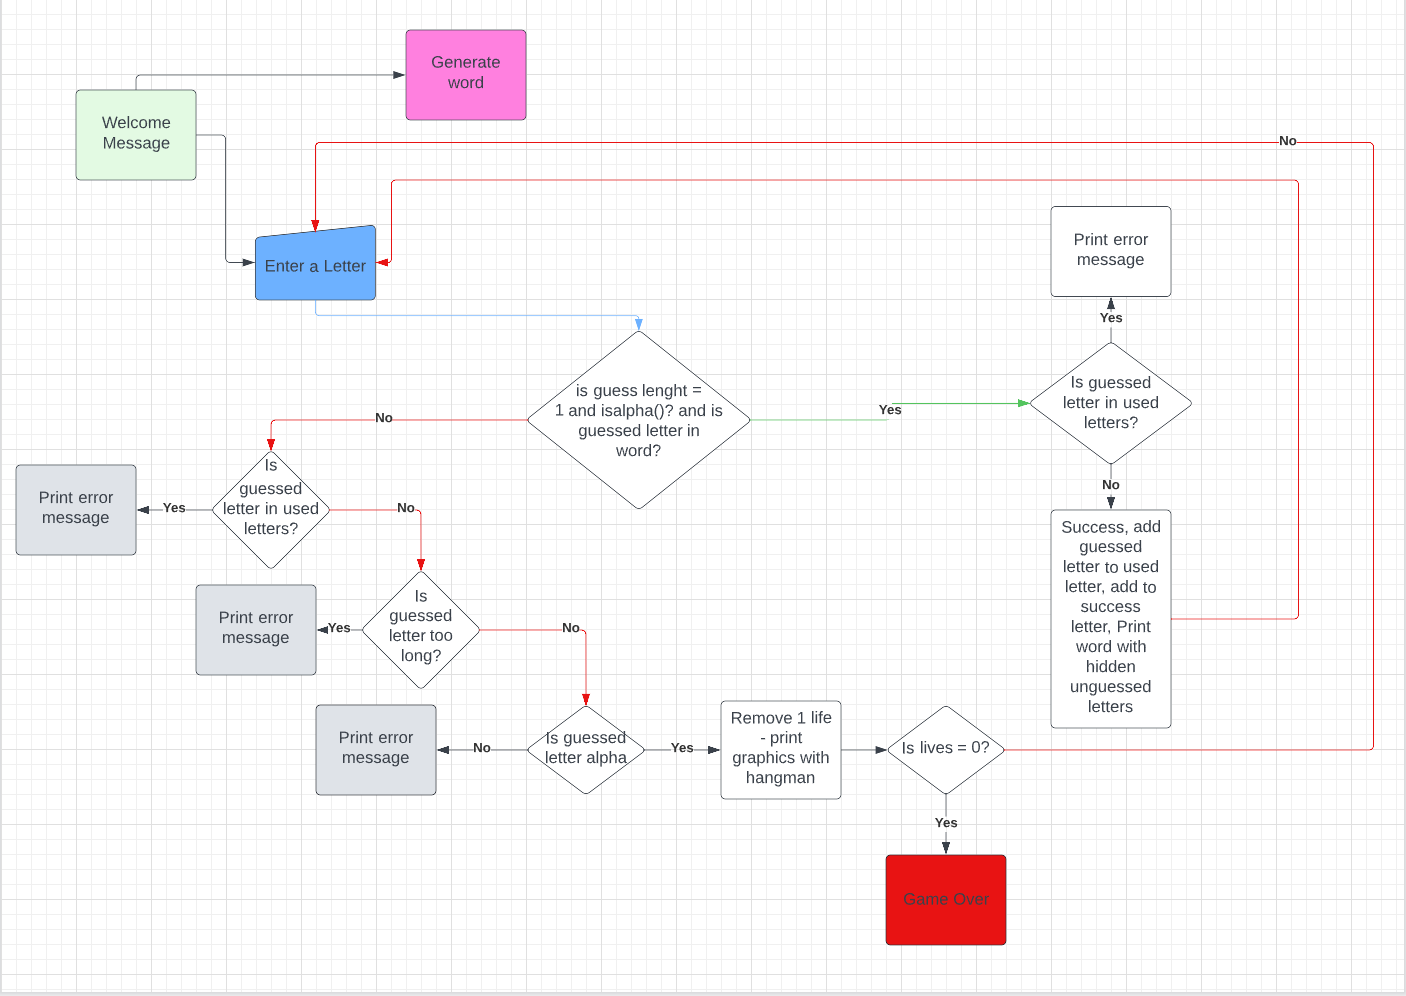 Generate
word
Welcome
Message
No
Enter a Letter
Print error
message
Yes
Is guessed
letter in used
letters?
is guess lenght =
1 and isalpha()? and is
guessed letter in
word?
Yes
No
Is
guessed
letter in used
letters?
Yes
Print error
message
No
No
Success, add
guessed
letter to used
letter, add to
success
letter, Print
word with
hidden
unguessed
letters
Is
guessed
letter too
long?
Yes
Print error
message
No
Is guessed
letter alpha
No
Print error
message
Yes
Remove 1 life
- print
graphics with
hangman
Is lives = 0?
Yes
Game Over